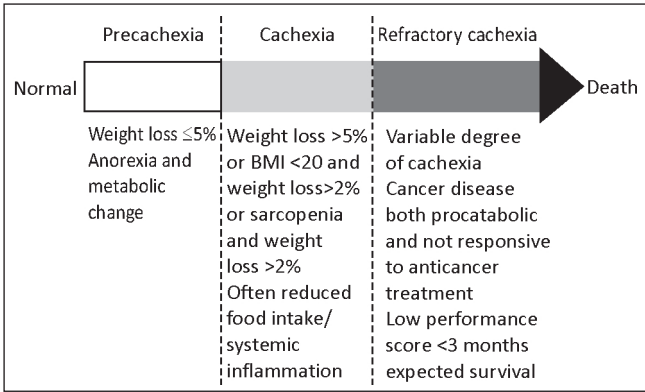 Precachexia
Cachexia
Refractory cachexia
Normal
Death
Weight loss ≤5%
Anorexia and
metabolic
change
Weight loss >5%
or BMI <20 and
weight loss>2%
or sarcopenia
and weight
loss >2%
Often reduced
food intake/
systemic
inflammation
Variable degree
of cachexia
Cancer disease
both procatabolic
and not responsive
to anticancer
treatment
Low performance
score <3 months
expected survival